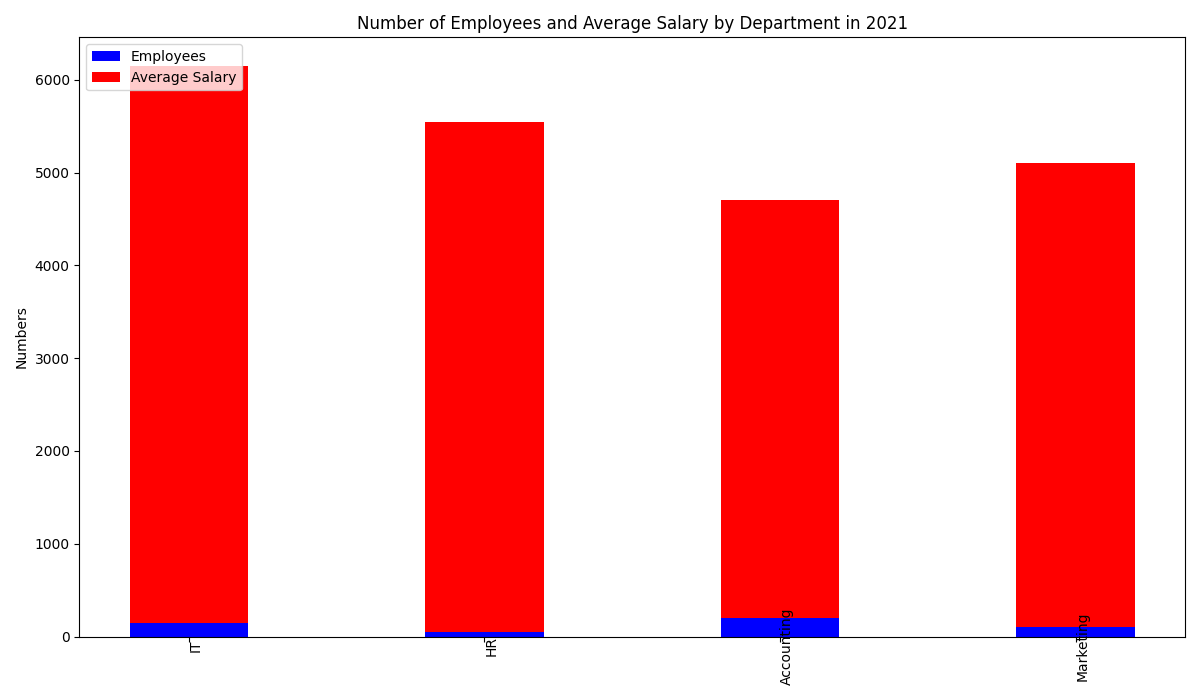 Number of Employees and Average Salary by Department in 2021
Employees
Average Salary
6000
5000
4000
3000
2000
1000
0
Numbers
IT
HR
Accounting
Marketing